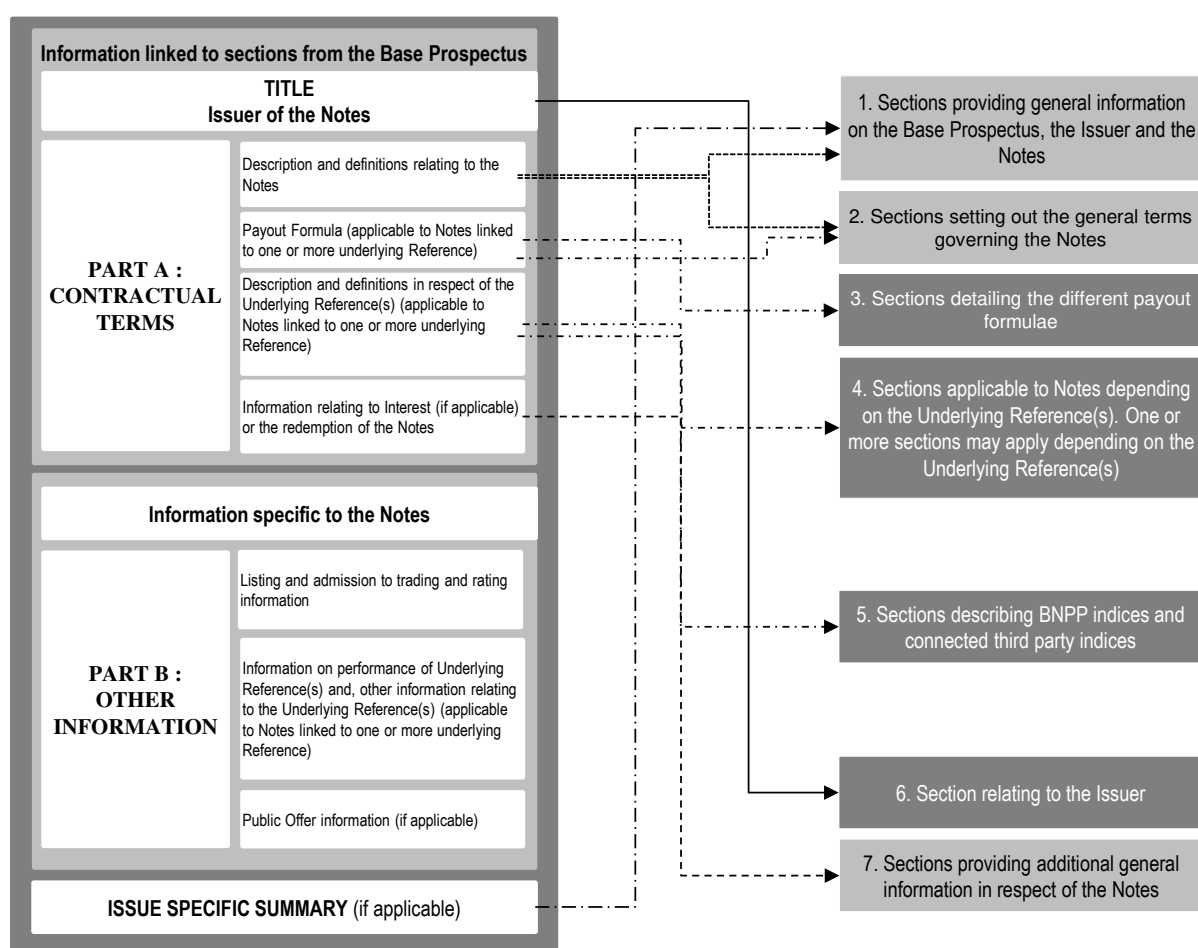 Information linked to sections from the Base Prospectus
TITLE
Issuer of the Notes
PART A :
CONTRACTUAL
TERMS
Description and definitions relating to the
Notes
Payout Formula (applicable to Notes linked
to one or more underlying Reference)
Description and definitions in respect of the
Underlying Reference(s) (applicable to
Notes linked to one or more underlying
Reference)
Information relating to Interest (if applicable)
or the redemption of the Notes
Information specific to the Notes
PART B :
OTHER
INFORMATION
Listing and admission to trading and rating
information
Information on performance of Underlying
Reference(s) and, other information relating
to the Underlying Reference(s) (applicable
to Notes linked to one or more underlying
Reference)
Public Offer information (if applicable)
ISSUE SPECIFIC SUMMARY (if applicable)
1. Sections providing general information
on the Base Prospectus, the Issuer and the
Notes
2. Sections setting out the general terms
governing the Notes
3. Sections detailing the different payout
formulae
4. Sections applicable to Notes depending
on the Underlying Reference(s). One or
more sections may apply depending on the
Underlying Reference(s)
5. Sections describing BNPP indices and
connected third party indices
6. Section relating to the Issuer
7. Sections providing additional general
information in respect of the Notes